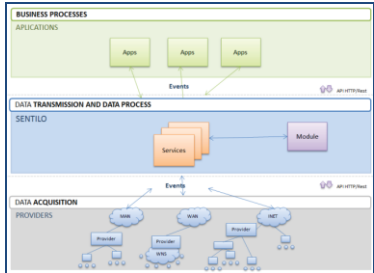 BUSINESS PROCESSES
APLICATIONS
Apps
Apps
Apps
Events
API HTTP/Rest
DATA TRANSMISSION AND DATA PROCESS
SENTILO
Services
Module
Events
API HTTP/Rest
DATA ACQUISITION
PROVIDERS
WAN
WAN
INET
Provider
Provider
Provider
WNS